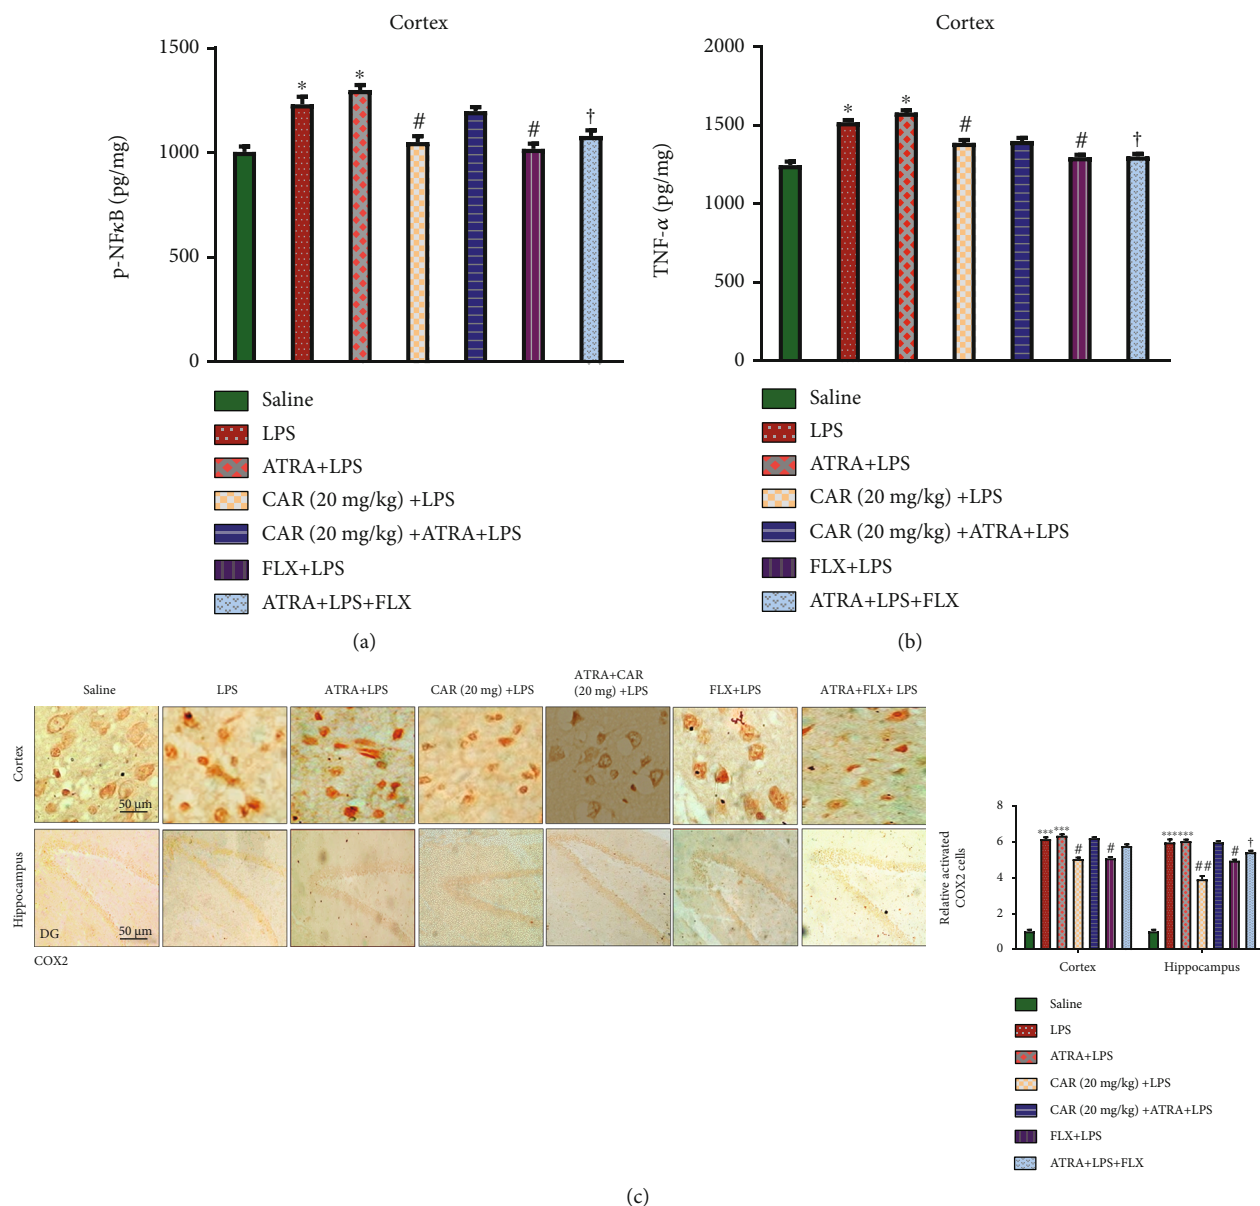 Cortex
p-NFκB (pg/mg)
1500
1000
500
0
*
*
#
#
†
Saline
LPS
ATRA+LPS
CAR (20 mg/kg) +LPS
CAR (20 mg/kg) +ATRA+LPS
FLX+LPS
ATRA+LPS+FLX
(a)
Cortex
TNF-α (pg/mg)
2000
1500
1000
500
0
*
*
#
#
†
Saline
LPS
ATRA+LPS
CAR (20 mg/kg) +LPS
CAR (20 mg/kg) +ATRA+LPS
FLX+LPS
ATRA+LPS+FLX
(b)
Saline
LPS
ATRA+LPS
CAR (20 mg) +LPS
ATRA+CAR
(20 mg) +LPS
FLX+LPS
ATRA+FLX+ LPS
Cortex
50 μm
Hippocampus
DG
50 μm
COX2
Relative activated
COX2 cells
8
6
4
2
0
*** ***
#
#
******
##
#
†
Cortex
Hippocampus
Saline
LPS
ATRA+LPS
CAR (20 mg/kg) +LPS
CAR (20 mg/kg) +ATRA+LPS
FLX+LPS
ATRA+LPS+FLX
(c)